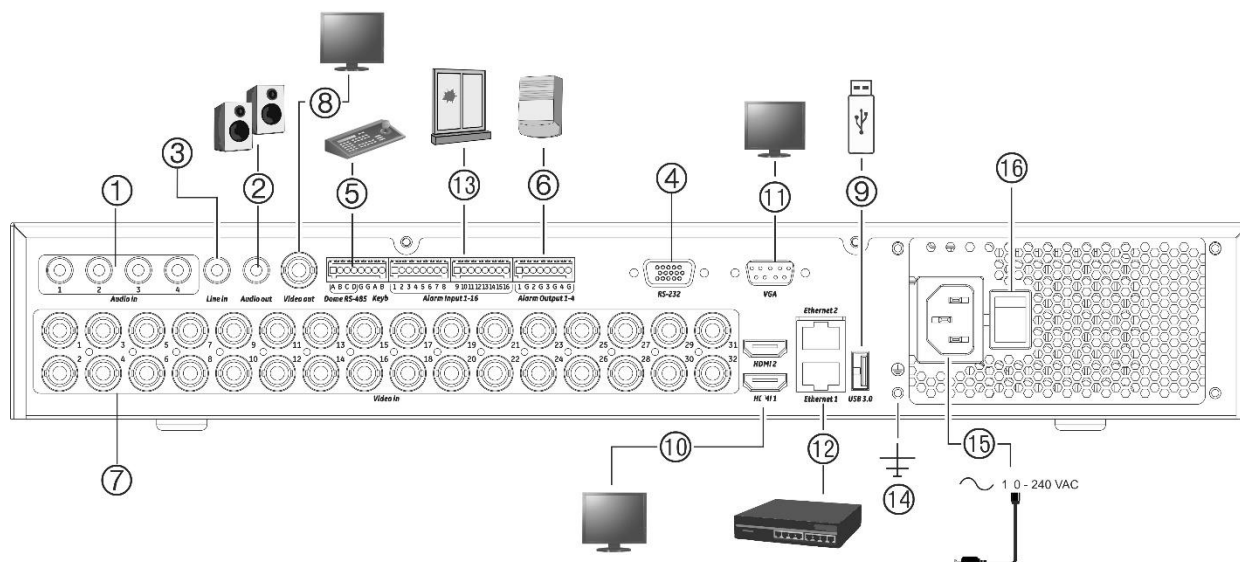 ⑧
③
②
⑤
⑬
⑥
④
⑪
⑨
⑯
①
1 2 3 4
Audio in
Line in
Audio out
Video out
A B C D G G A B
Dome RS-485 Keyb
1 2 3 4 5 6 7 8 9 10 11 12 13 14 15 16
Alarm Input 1-16
1 G 2 G 3 G 4 G
Alarm Output 1-4
RS-232
VGA
Ethernet 2
1 3 5 7 9 11 13 15 17 19 21 23 25 27 29 31
2 4 6 8 10 12 14 16 18 20 22 24 26 28 30 32
Video in
HDMI 2
HDMI 1
Ethernet 1
USB 3.0
⑦
⑩
⑫
⑭
⑮
1 0 - 240 VAC